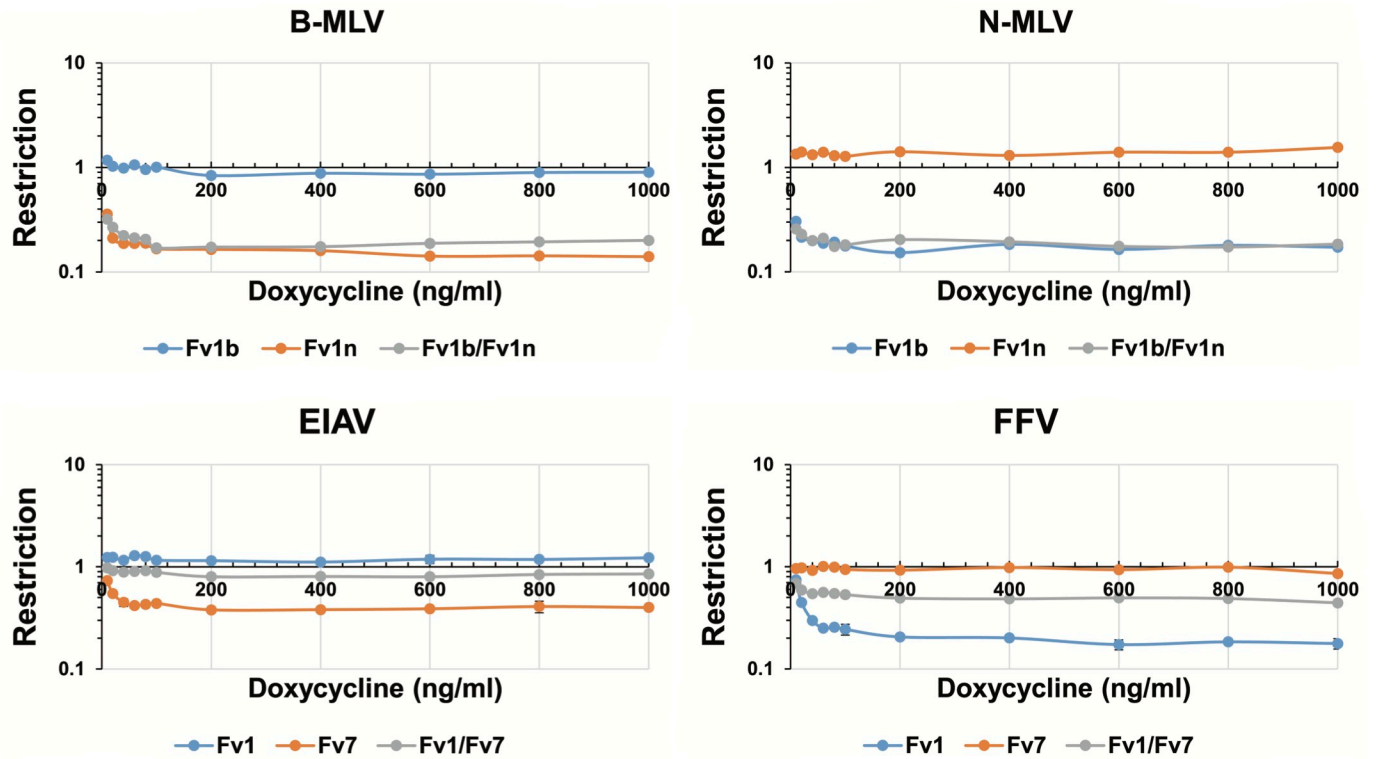 B-MLV
10
1
0.1
0 200 400 600 800 1000
Restriction
Doxycycline (ng/ml)
Fv1b Fv1n Fv1b/Fv1n
N-MLV
10
1
0.1
0 200 400 600 800 1000
Restriction
Doxycycline (ng/ml)
Fv1b Fv1n Fv1b/Fv1n
EIAV
10
1
0.1
0 200 400 600 800 1000
Restriction
Doxycycline (ng/ml)
Fv1 Fv7 Fv1/Fv7
FFV
10
1
0.1
0 200 400 600 800 1000
Restriction
Doxycycline (ng/ml)
Fv1 Fv7 Fv1/Fv7